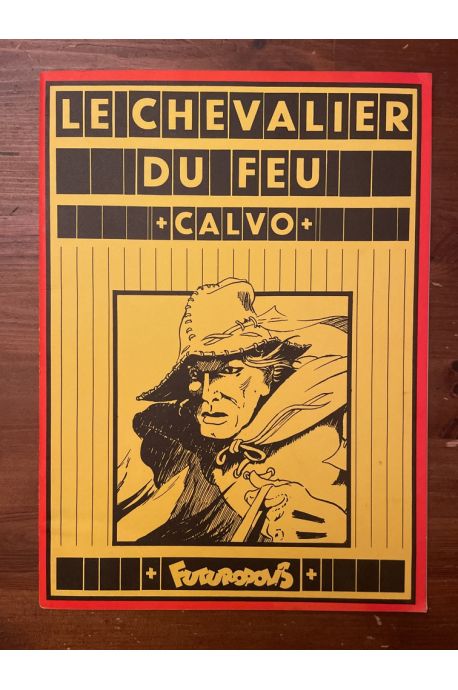 LE CHEVALIER
DU FEU
+CALVO+
+ FUTUROPOLIS +